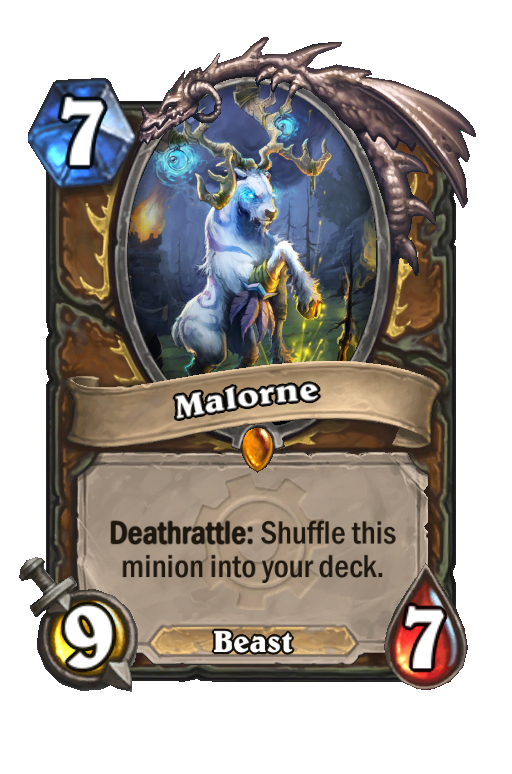 7
Malorne
Deathrattle: Shuffle this
minion into your deck.
9
Beast
7